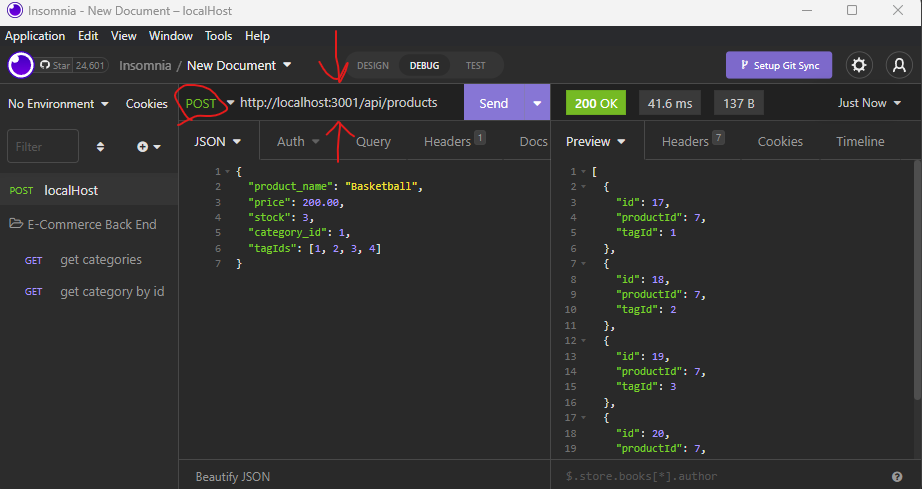 Insomnia - New Document – localHost
Application Edit View Window Tools Help
Star 24,601 Insomnia / New Document DESIGN DEBUG TEST Setup Git Sync
No Environment Cookies POST http://localhost:3001/api/products Send 200 OK 41.6 ms 137 B Just Now
Filter JSON Auth Query Headers 1 Docs Preview Headers 7 Cookies Timeline
POST localHost
E-Commerce Back End
GET get categories
GET get category by id
1 {
2 "product_name": "Basketball",
3 "price": 200.00,
4 "stock": 3,
5 "category_id": 1,
6 "tagIds": [1, 2, 3, 4]
7 }
1 [
2 {
3 "id": 17,
4 "productId": 7,
5 "tagId": 1
6 },
7 {
8 "id": 18,
9 "productId": 7,
10 "tagId": 2
11 },
12 {
13 "id": 19,
14 "productId": 7,
15 "tagId": 3
16 },
17 {
18 "id": 20,
19 "productId": 7,
Beautify JSON
$.store.books[*].author